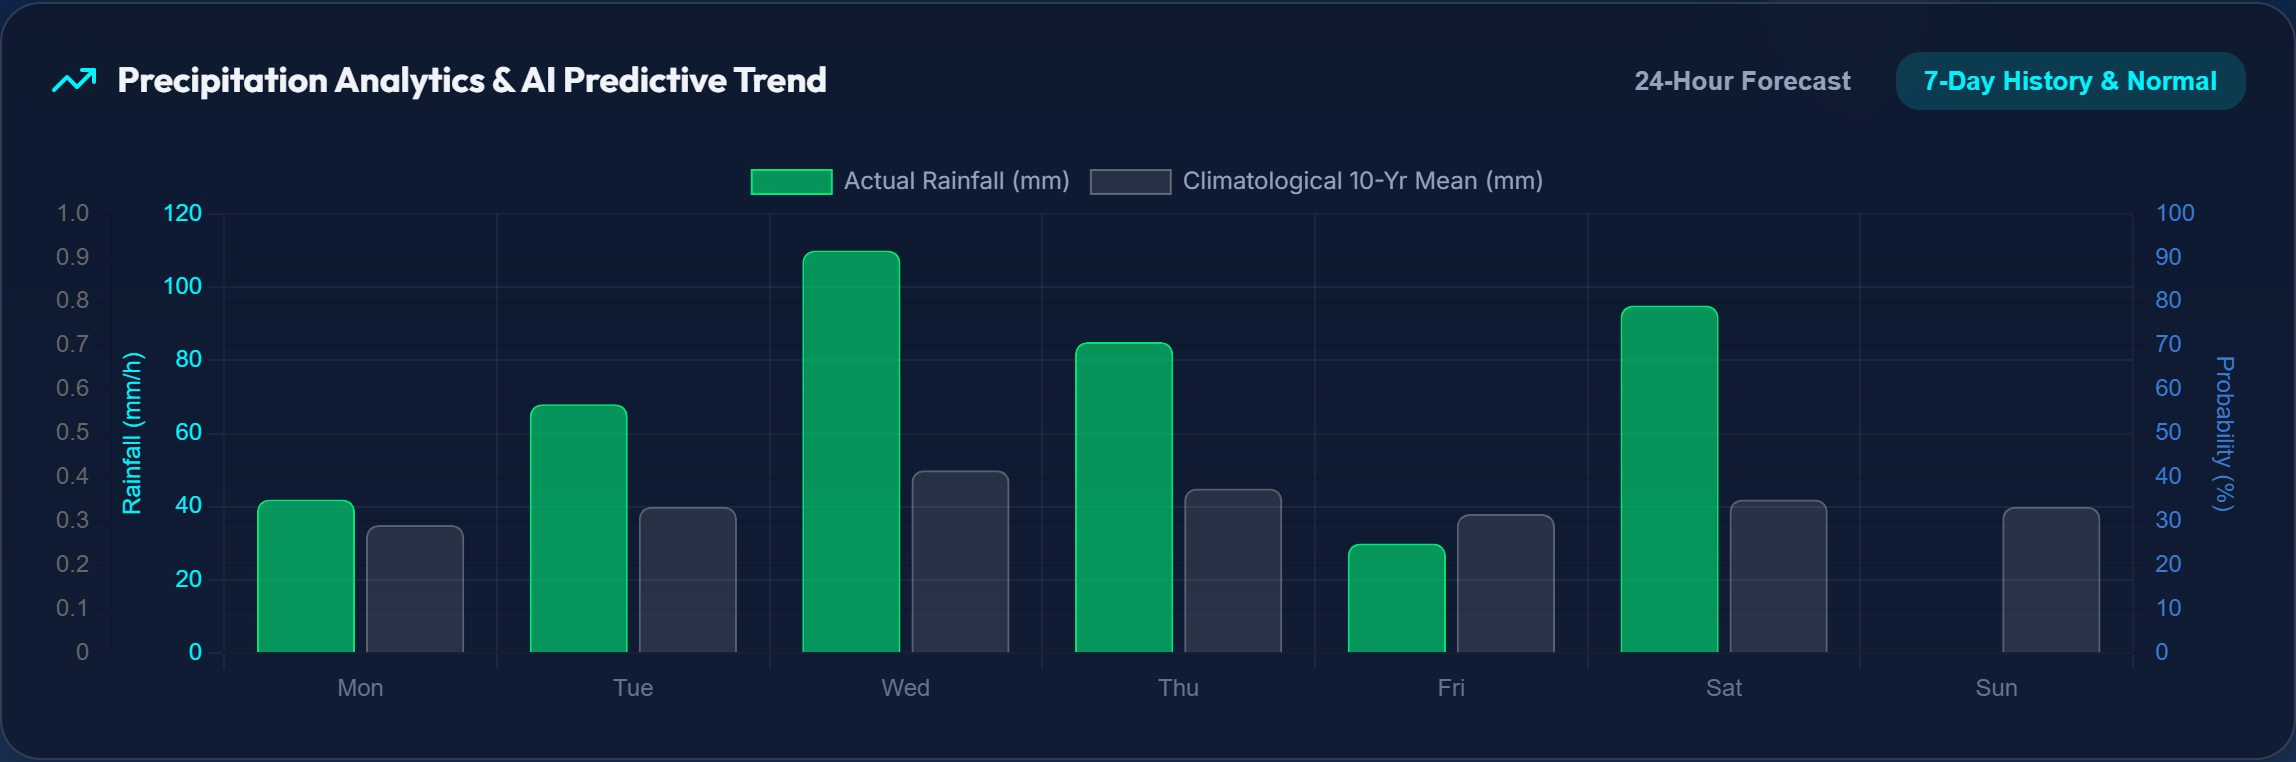 Precipitation Analytics & AI Predictive Trend
24-Hour Forecast
7-Day History & Normal
Actual Rainfall (mm)
Climatological 10-Yr Mean (mm)
1.0
0.9
0.8
0.7
0.6
0.5
0.4
0.3
0.2
0.1
0
Rainfall (mm/h)
120
100
80
60
40
20
0
100
90
80
70
60
50
40
30
20
10
0
Probability (%)
Mon
Tue
Wed
Thu
Fri
Sat
Sun